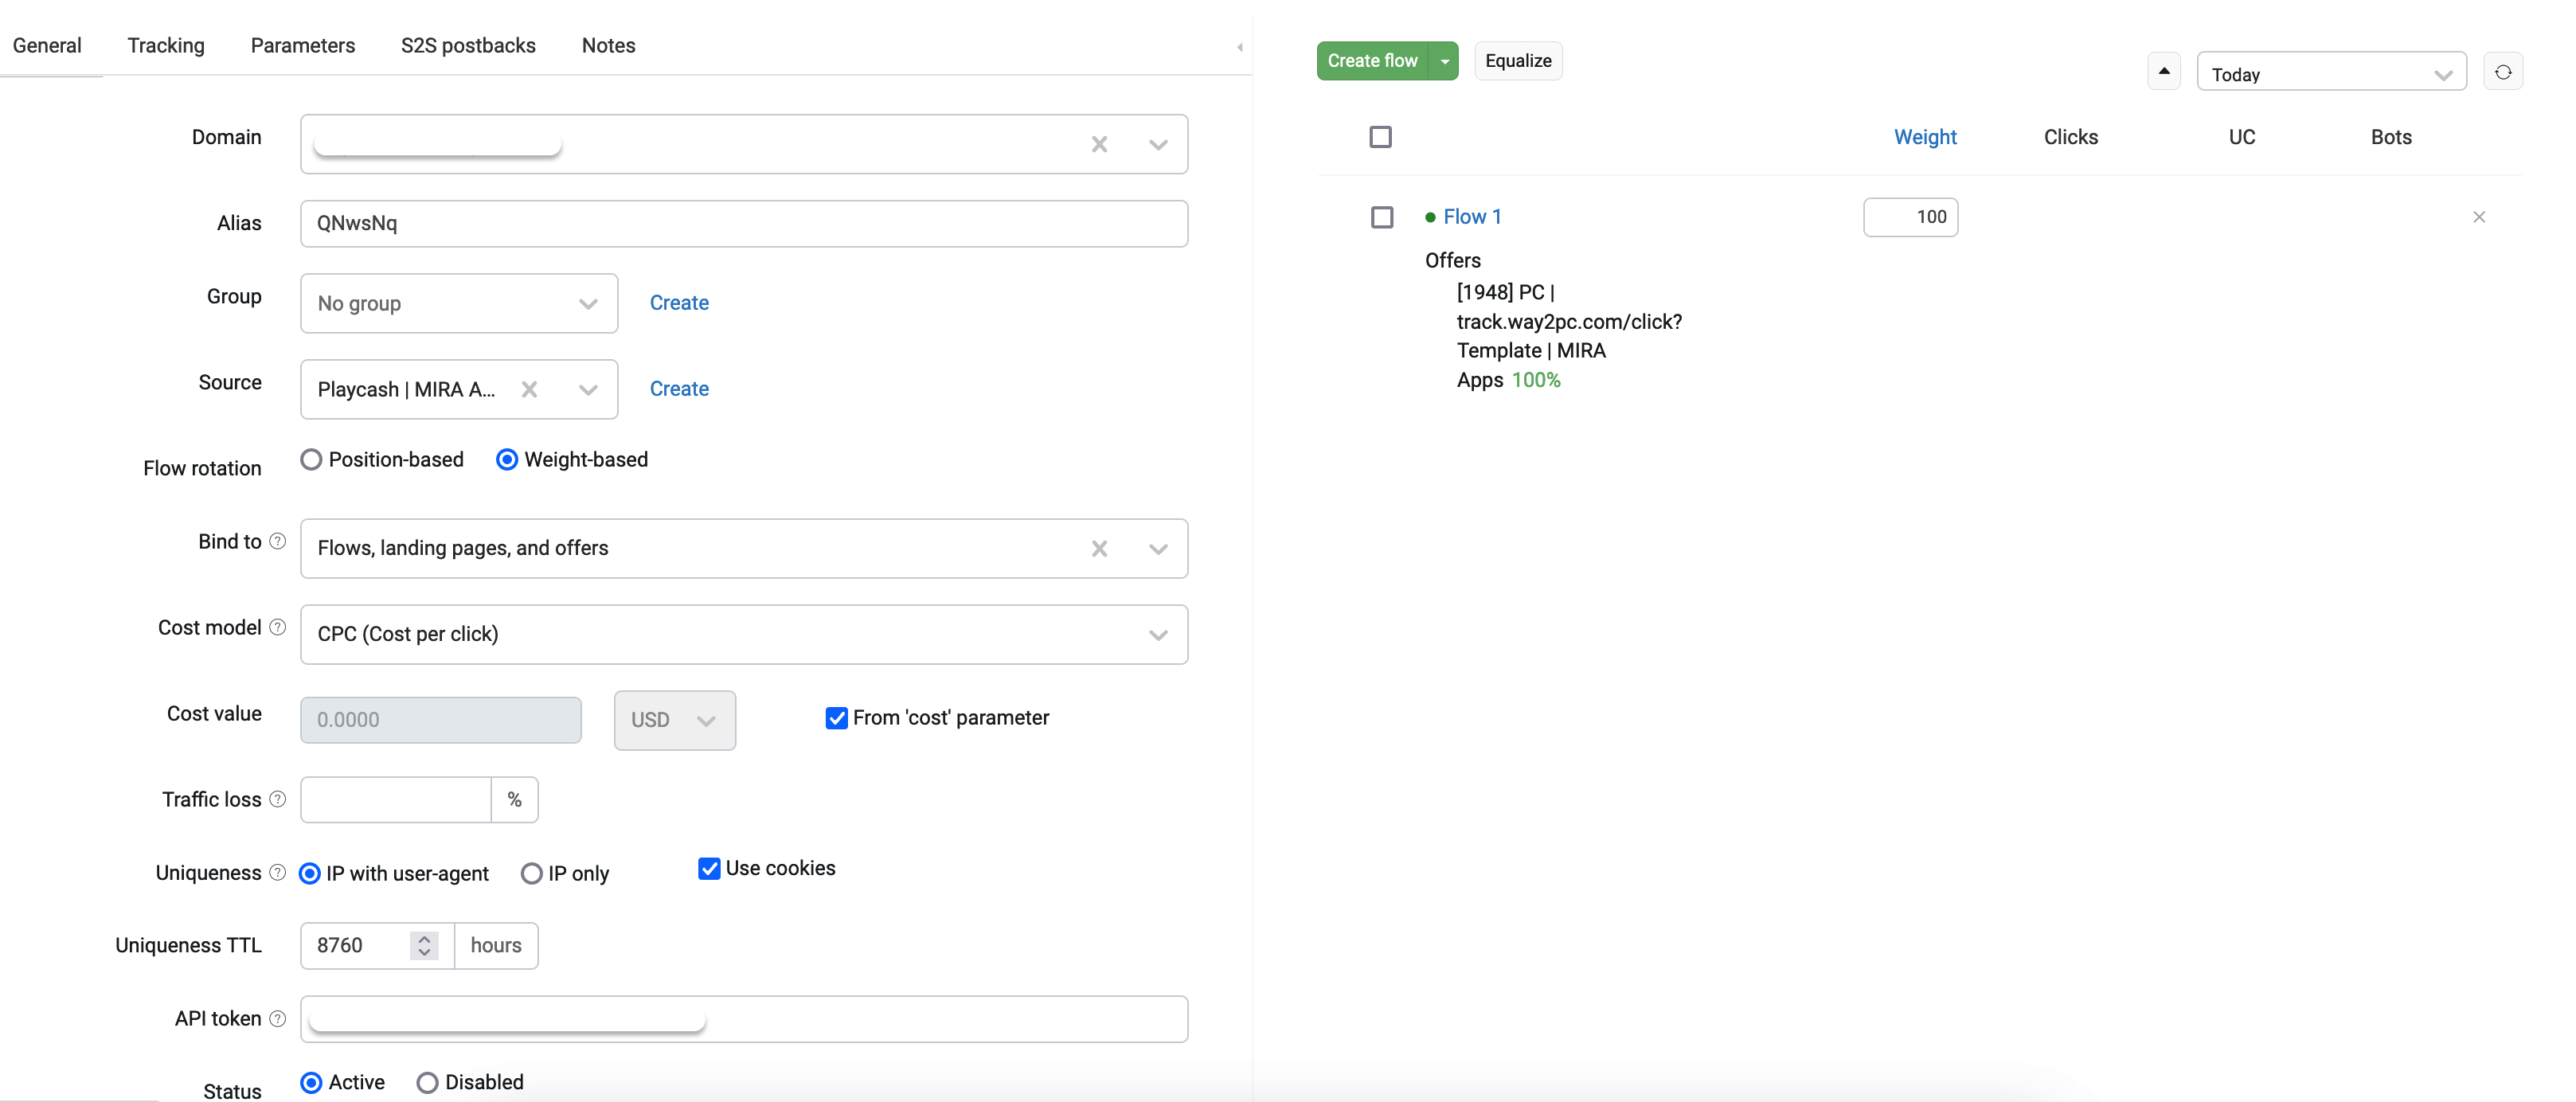 General Tracking Parameters S2S postbacks Notes
Domain
Alias QNwsNq
Group No group Create
Source Playcash | MIRA A... Create
Flow rotation Position-based Weight-based
Bind to ? Flows, landing pages, and offers
Cost model ? CPC (Cost per click)
Cost value 0.0000 USD From 'cost' parameter
Traffic loss ? %
Uniqueness ? IP with user-agent IP only Use cookies
Uniqueness TTL 8760 hours
API token ?
Status Active Disabled
Create flow Equalize Today
Weight Clicks UC Bots
Flow 1 100
Offers
[1948] PC |
track.way2pc.com/click?
Template | MIRA
Apps 100%